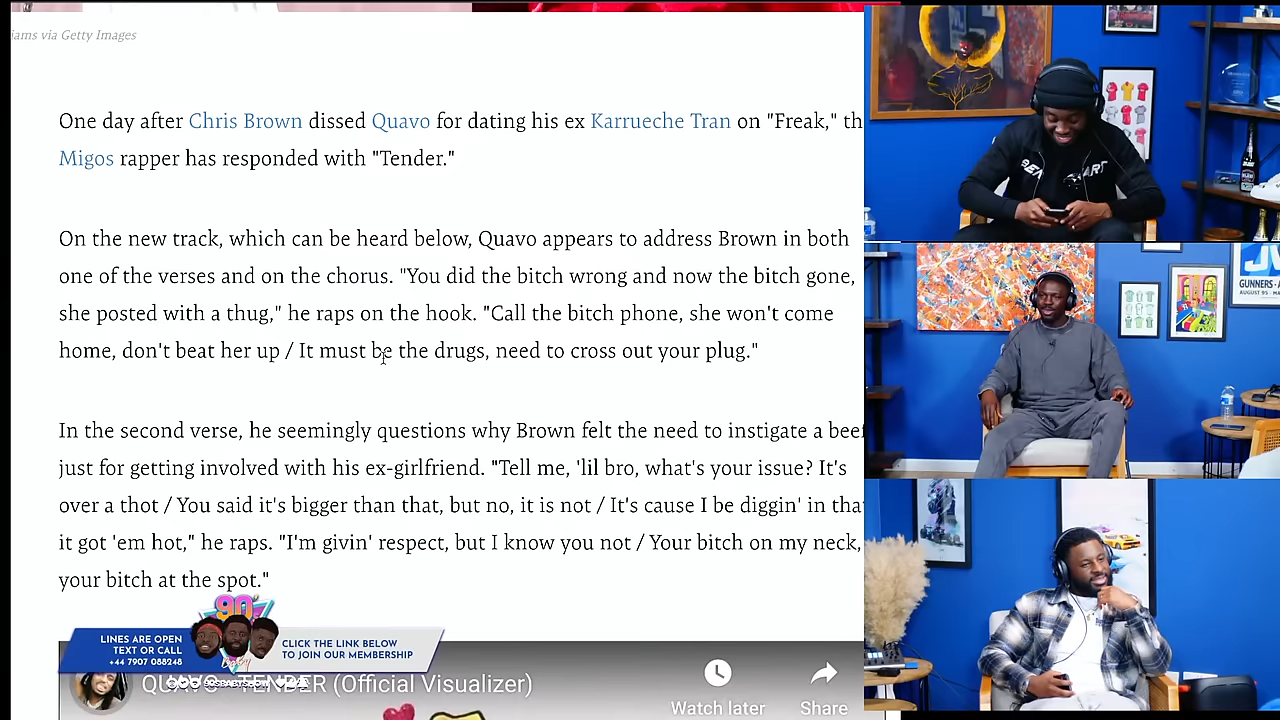 iams via Getty Images
One day after Chris Brown dissed Quavo for dating his ex Karrueche Tran on "Freak," th
Migos rapper has responded with "Tender."
On the new track, which can be heard below, Quavo appears to address Brown in both
one of the verses and on the chorus. "You did the bitch wrong and now the bitch gone,
she posted with a thug," he raps on the hook. "Call the bitch phone, she won't come
home, don't beat her up / It must be the drugs, need to cross out your plug."
In the second verse, he seemingly questions why Brown felt the need to instigate a beef
just for getting involved with his ex-girlfriend. "Tell me, 'lil bro, what's your issue? It's
over a thot / You said it's bigger than that, but no, it is not / It's cause I be diggin' in tha
it got 'em hot," he raps. "I'm givin' respect, but I know you not / Your bitch on my neck,
your bitch at the spot."
90
LINES ARE OPEN
TEXT OR CALL
+44 7907 088248
CLICK THE LINK BELOW
TO JOIN OUR MEMBERSHIP
(Official Visualizer)
Watch later
Share
GUNNERS